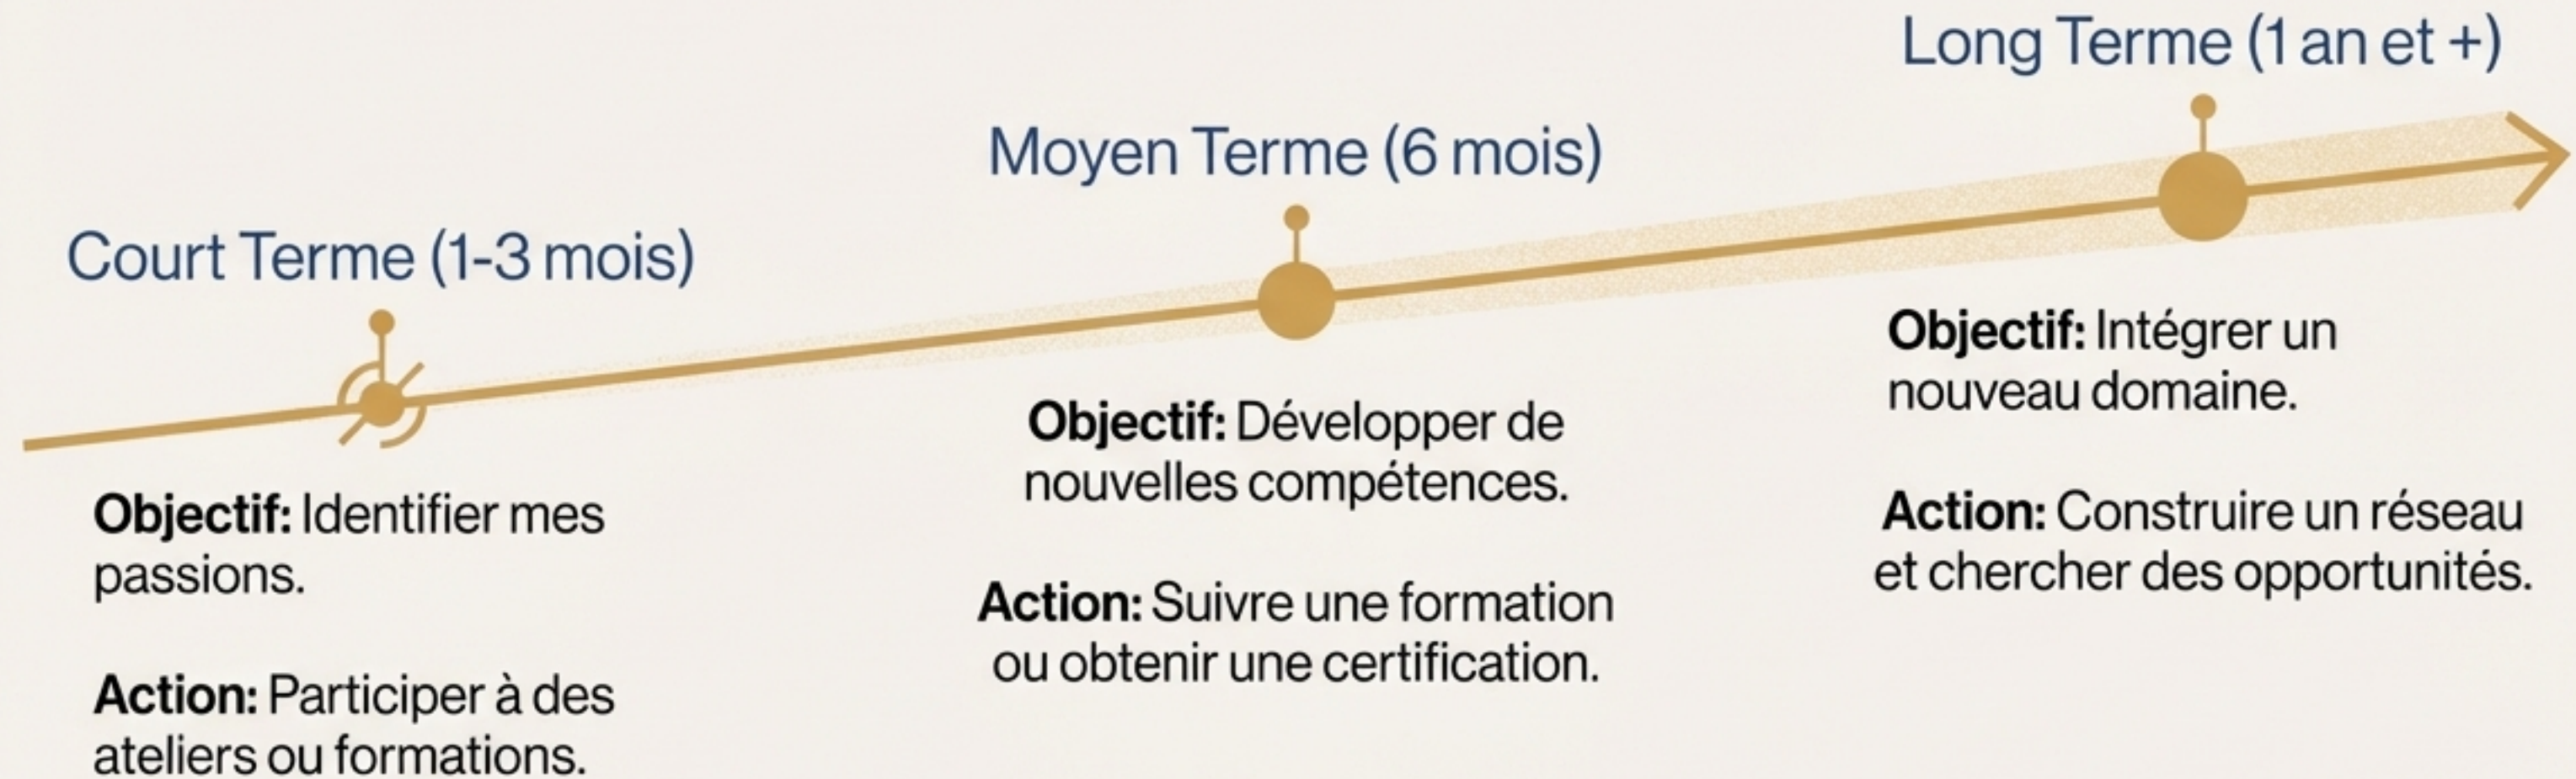 Court Terme (1-3 mois)
Objectif: Identifier mes
passions.
Action: Participer à des
ateliers ou formations.
Moyen Terme (6 mois)
Objectif: Développer de
nouvelles compétences.
Action: Suivre une formation
ou obtenir une certification.
Long Terme (1 an et +)
Objectif: Intégrer un
nouveau domaine.
Action: Construire un réseau
et chercher des opportunités.